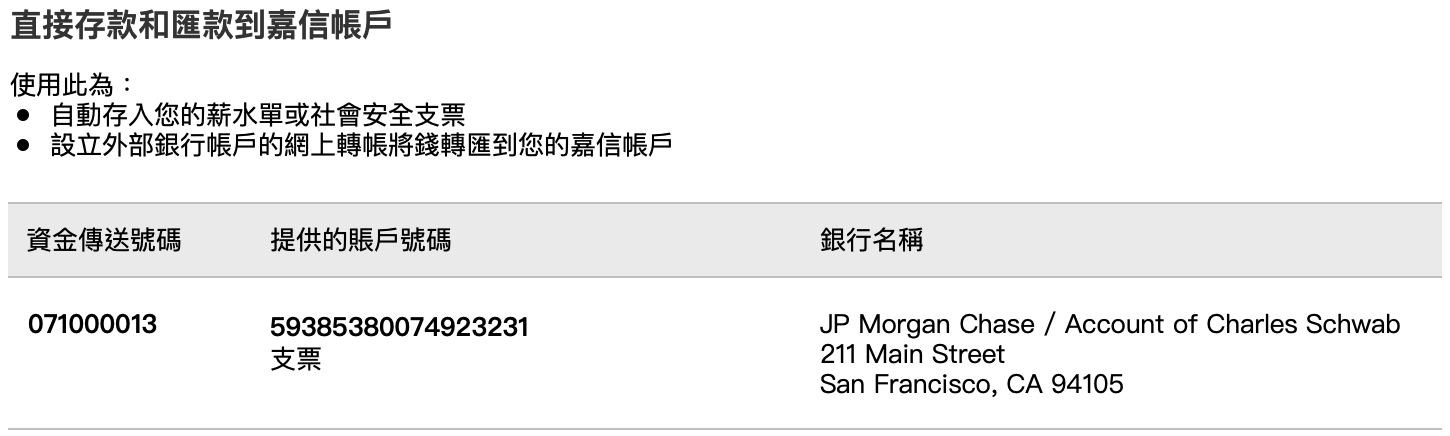 直接存款和匯款到嘉信帳戶
使用此為：
● 自動存入您的薪水單或社會安全支票
● 設立外部銀行帳戶的網上轉帳將錢轉匯到您的嘉信帳戶
資金傳送號碼 提供的賬戶號碼 銀行名稱
071000013 59385380074923231 JP Morgan Chase / Account of Charles Schwab
支票 211 Main Street
San Francisco, CA 94105